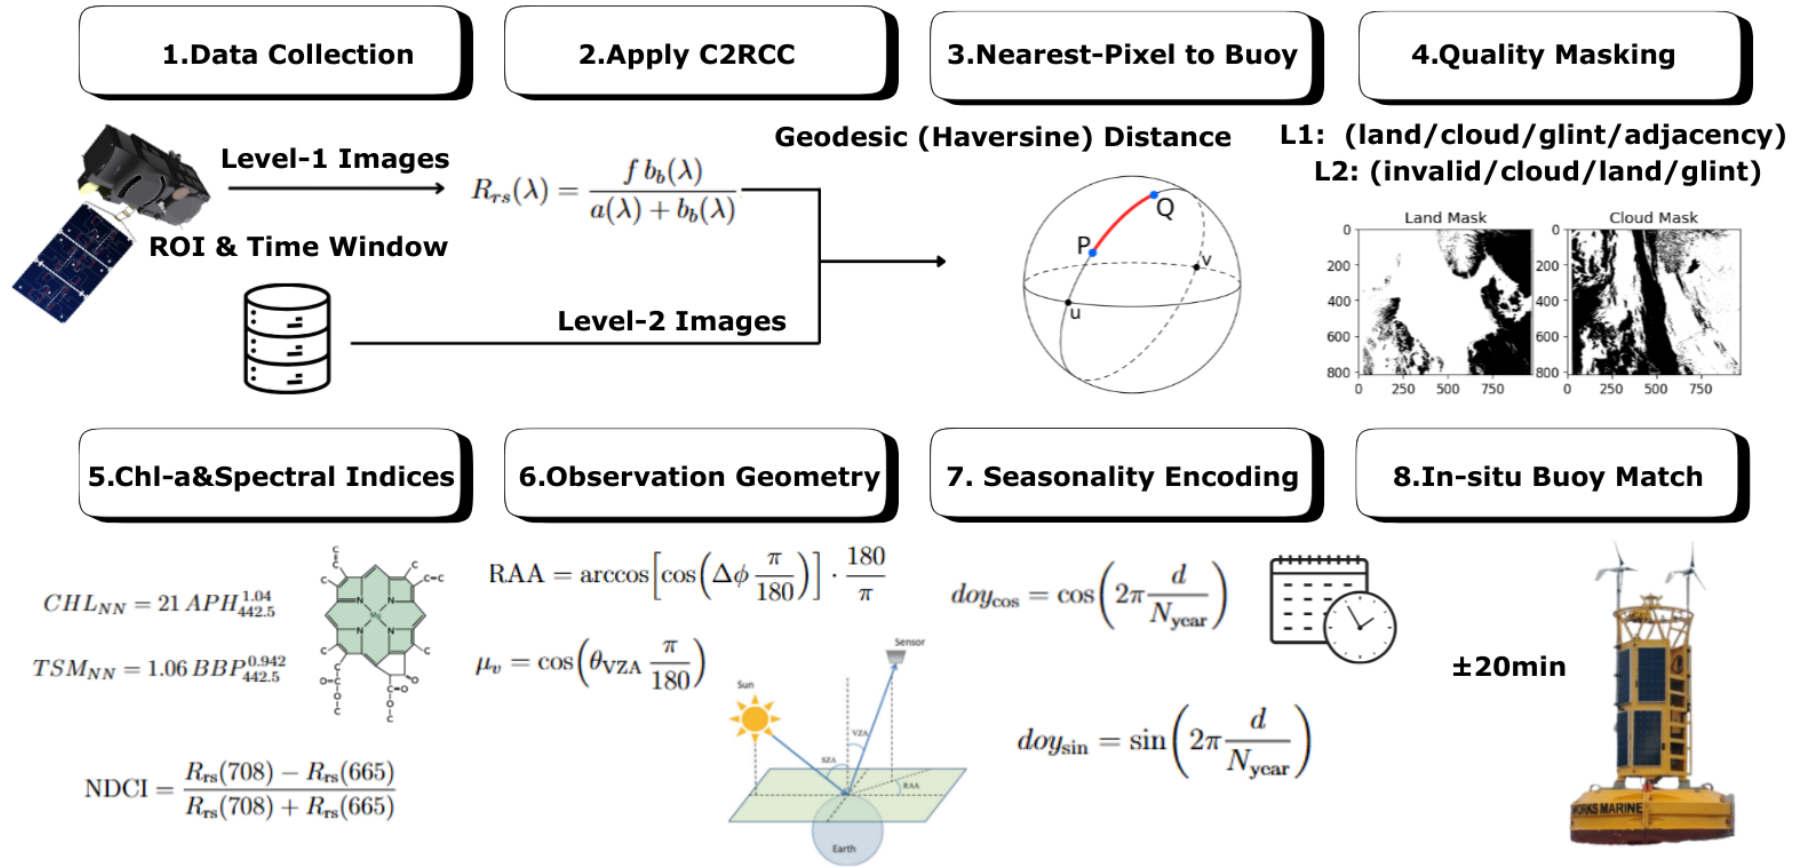 1.Data Collection
2.Apply C2RCC
3.Nearest-Pixel to Buoy
4.Quality Masking
Level-1 Images
ROI & Time Window
Level-2 Images
R_rs(λ) = f b_b(λ) / a(λ) + b_b(λ)
Geodesic (Haversine) Distance
Q
P
v
u
L1: (land/cloud/glint/adjacency)
L2: (invalid/cloud/land/glint)
Land Mask
0
200
400
600
800
0 250 500 750
Cloud Mask
0
200
400
600
800
0 250 500 750
5.Chl-a&Spectral Indices
6.Observation Geometry
7. Seasonality Encoding
8.In-situ Buoy Match
CHL_NN = 21 APH_442.5^1.04
TSM_NN = 1.06 BBP_442.5^0.942
NDCI = R_rs(708) − R_rs(665) / R_rs(708) + R_rs(665)
C
C
C
C
C=C
N
N
Mg
N
N
C
C
C
O=C
O
C
C=O
O
C
O
RAA = arccos[cos(Δϕ π/180)] · 180/π
μ_v = cos(θ_VZA π/180)
Sensor
Sun
VZA
SZA
RAA
Earth
doy_cos = cos(2π d/N_year)
doy_sin = sin(2π d/N_year)
±20min
WORKS MARINE